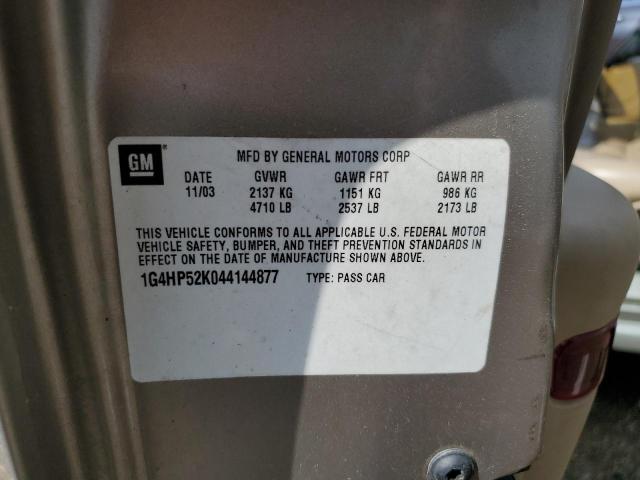 GM
MFD BY GENERAL MOTORS CORP
DATE GVWR GAWR FRT GAWR RR
11/03 2137 KG 1151 KG 986 KG
4710 LB 2537 LB 2173 LB
THIS VEHICLE CONFORMS TO ALL APPLICABLE U.S. FEDERAL MOTOR
VEHICLE SAFETY, BUMPER, AND THEFT PREVENTION STANDARDS IN
EFFECT ON THE DATE OF MANUFACTURE SHOWN ABOVE.
1G4HP52K044144877 TYPE: PASS CAR